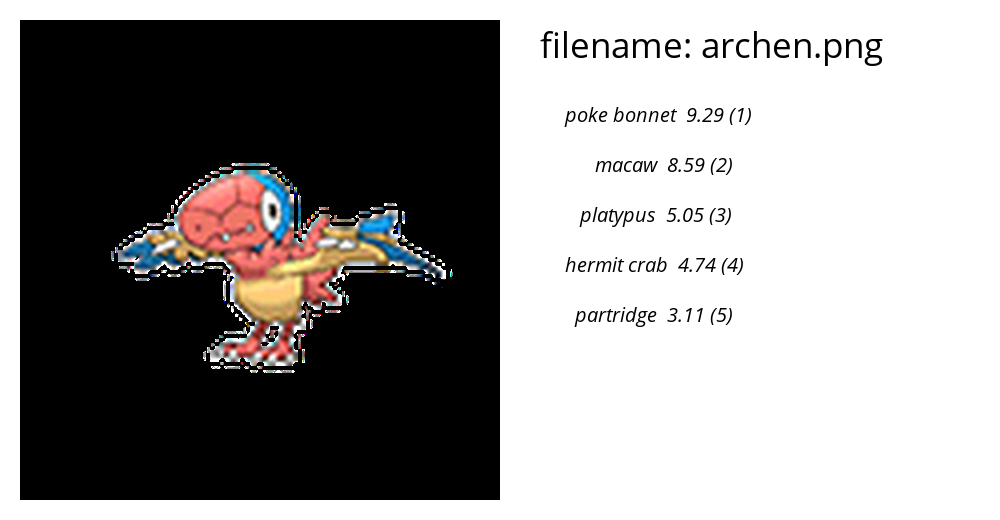 filename: archen.png
poke bonnet 9.29 (1)
macaw 8.59 (2)
platypus 5.05 (3)
hermit crab 4.74 (4)
partridge 3.11 (5)